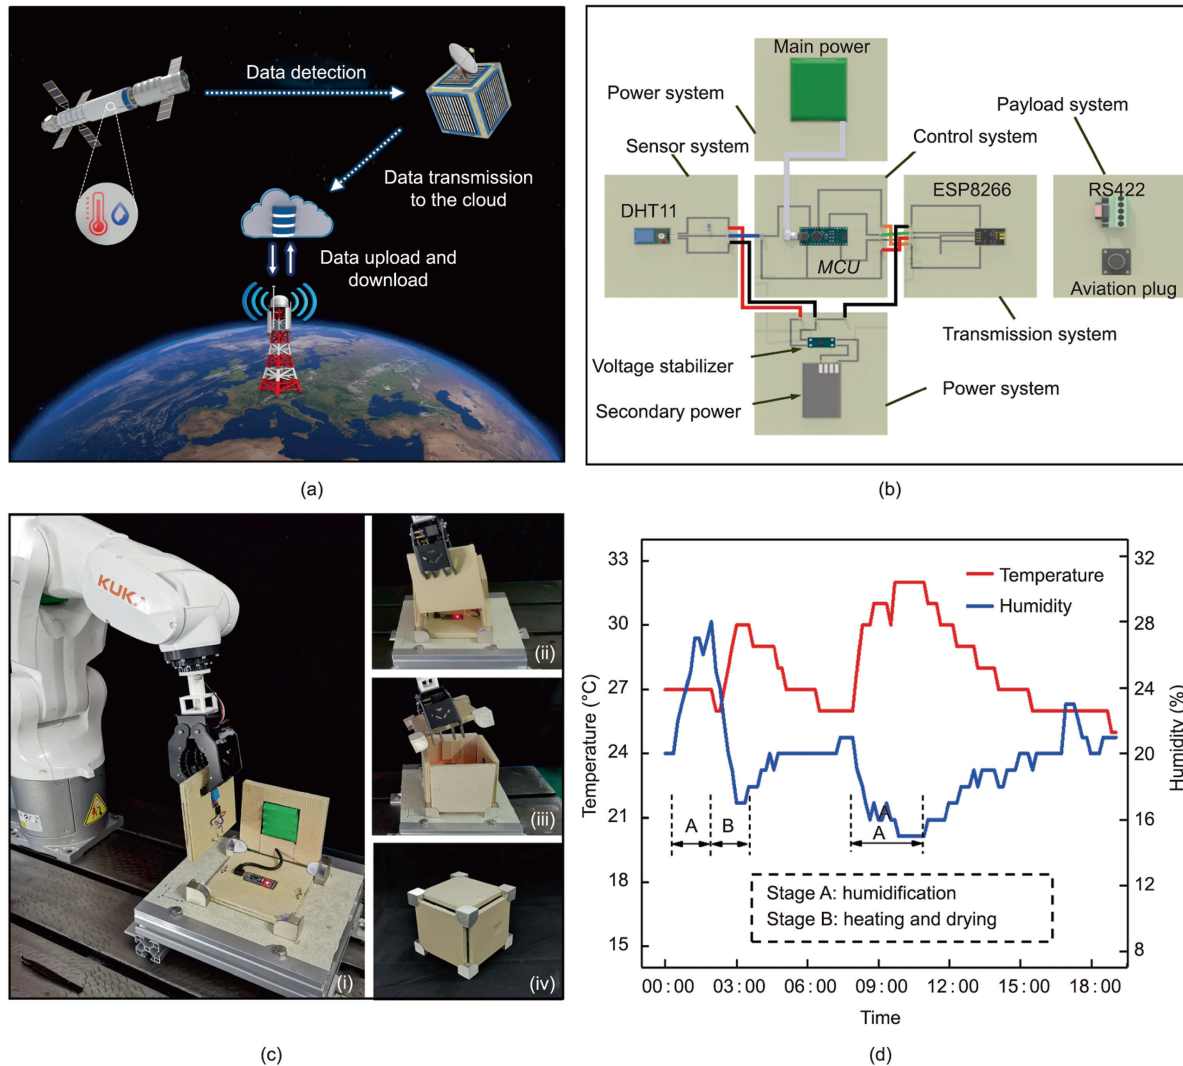 Data detection
Data transmission
to the cloud
Data upload and
download
(a)
Main power
Power system
Payload system
Sensor system
Control system
DHT11
ESP8266
RS422
MCU
Aviation plug
Transmission system
Voltage stabilizer
Secondary power
Power system
(b)
KUKA
(i)
(ii)
(iii)
(iv)
(c)
33
30
27
24
21
18
15
Temperature (°C)
Temperature
Humidity
32
28
24
20
16
12
8
Humidity (%)
A
B
A
A
Stage A: humidification
Stage B: heating and drying
00:00
03:00
06:00
09:00
12:00
15:00
18:00
Time
(d)